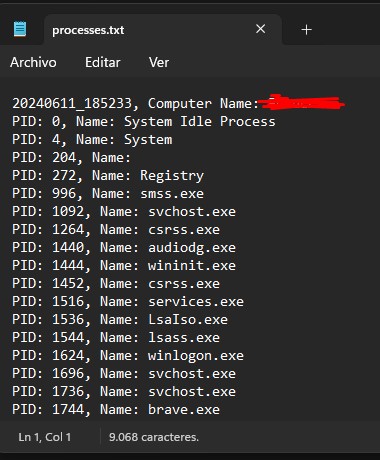 processes.txt
Archivo Editar Ver
20240611_185233, Computer Name:
PID: 0, Name: System Idle Process
PID: 4, Name: System
PID: 204, Name:
PID: 272, Name: Registry
PID: 996, Name: smss.exe
PID: 1092, Name: svchost.exe
PID: 1264, Name: csrss.exe
PID: 1440, Name: audiodg.exe
PID: 1444, Name: wininit.exe
PID: 1452, Name: csrss.exe
PID: 1516, Name: services.exe
PID: 1536, Name: LsaIso.exe
PID: 1544, Name: lsass.exe
PID: 1624, Name: winlogon.exe
PID: 1696, Name: svchost.exe
PID: 1736, Name: svchost.exe
PID: 1744, Name: brave.exe
Ln 1, Col 1 9.068 caracteres.